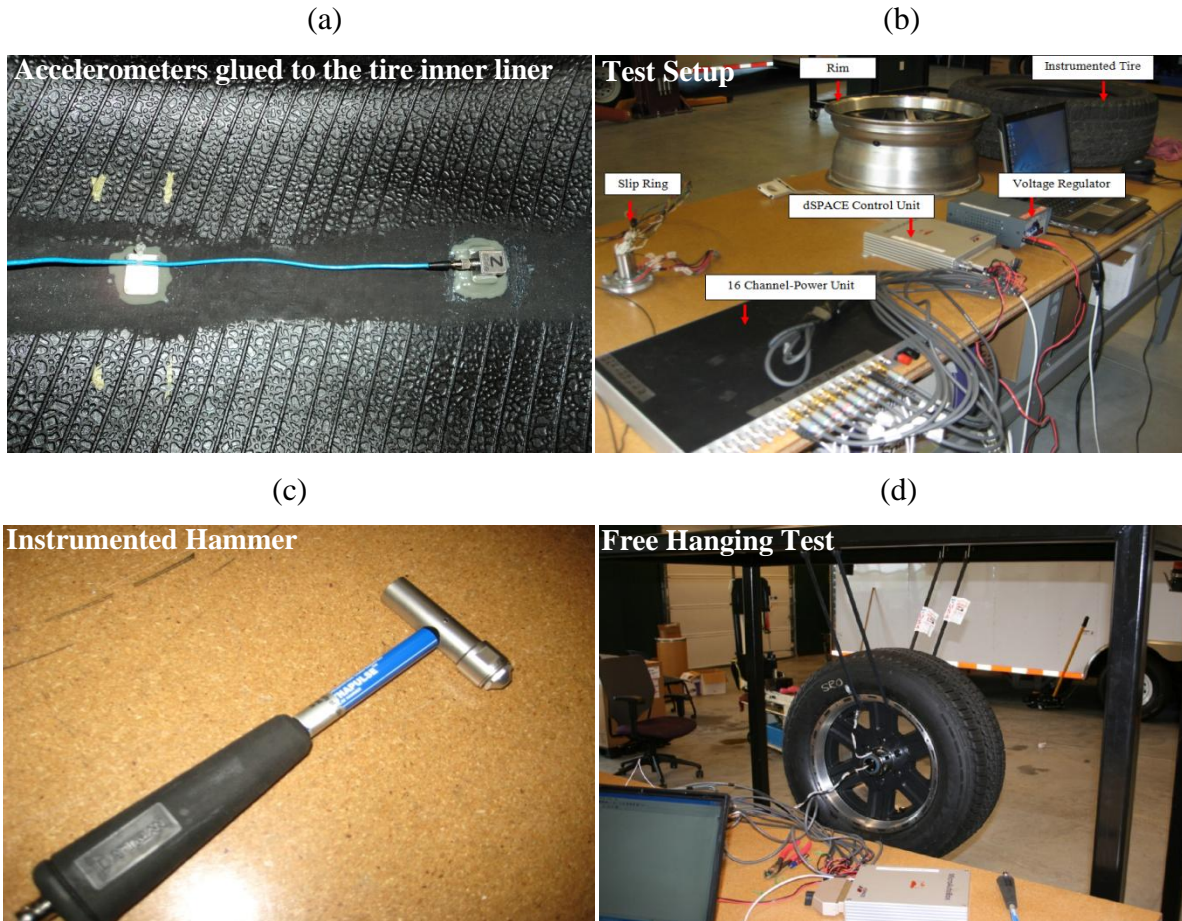 (a)
(b)
Accelerometers glued to the tire inner liner
Test Setup
Rim
Instrumented Tire
Slip Ring
Voltage Regulator
dSPACE Control Unit
16 Channel-Power Unit
Z
(c)
(d)
Instrumented Hammer
Free Hanging Test
SRO